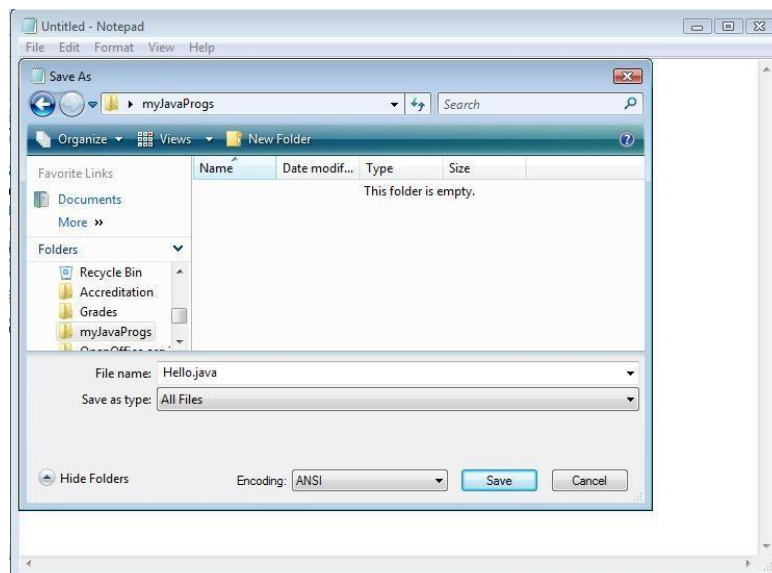 Untitled - Notepad
File Edit Format View Help
Save As
myJavaProgs
Search
Organize Views New Folder
Favorite Links
Documents
More »
Folders
Recycle Bin
Accreditation
Grades
myJavaProgs
Name Date modif... Type Size
This folder is empty.
File name: Hello.java
Save as type: All Files
Hide Folders
Encoding: ANSI
Save
Cancel